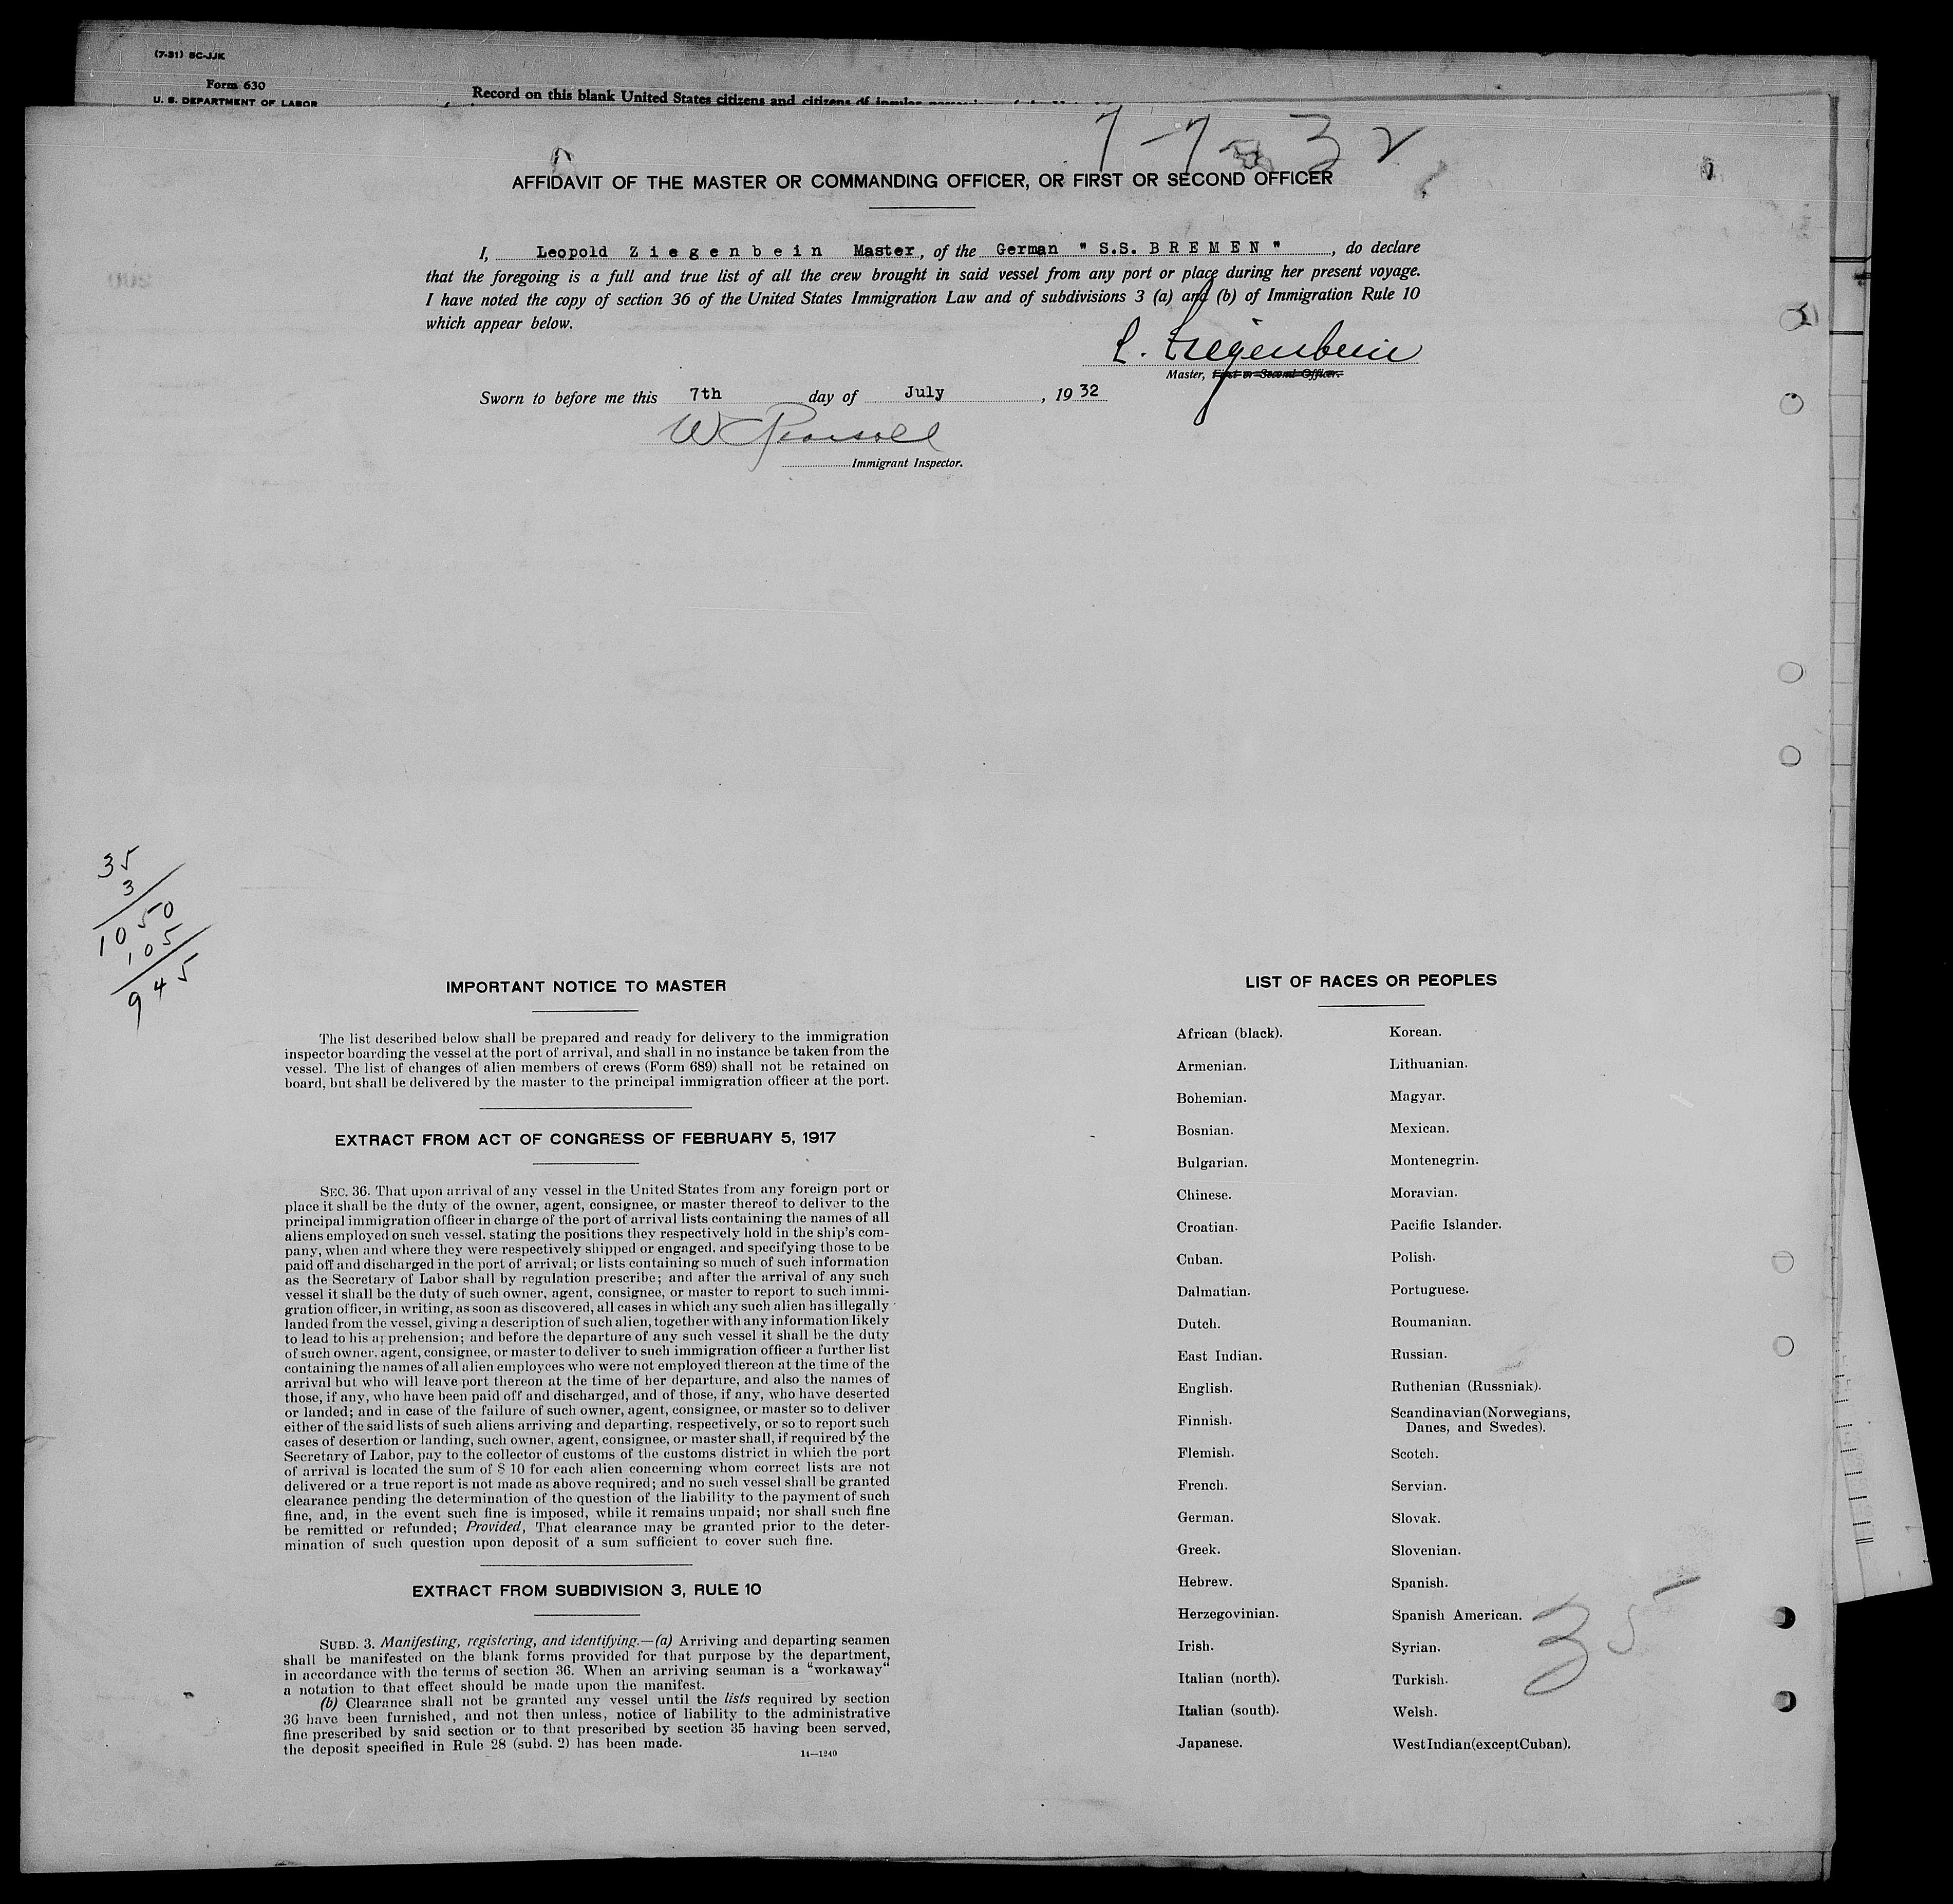 (7-31) SC-JJK
Form 630
U. S. DEPARTMENT OF LABOR
Record on this blank United States citizens and citizens of insular
7-7-32
AFFIDAVIT OF THE MASTER OR COMMANDING OFFICER, OR FIRST OR SECOND OFFICER
I, Leopold Z i e g e n b e i n Master, of the German " S.S. B R E M E N ", do declare
that the foregoing is a full and true list of all the crew brought in said vessel from any port or place during her present voyage.
I have noted the copy of section 36 of the United States Immigration Law and of subdivisions 3 (a) and (b) of Immigration Rule 10
which appear below.
L. Ziegenbein
Master, First or Second Officer.
Sworn to before me this 7th day of July, 1932
W Pearsall
Immigrant Inspector.
35
3
1050
105
945
IMPORTANT NOTICE TO MASTER
The list described below shall be prepared and ready for delivery to the immigration
inspector boarding the vessel at the port of arrival, and shall in no instance be taken from the
vessel. The list of changes of alien members of crews (Form 689) shall not be retained on
board, but shall be delivered by the master to the principal immigration officer at the port.
EXTRACT FROM ACT OF CONGRESS OF FEBRUARY 5, 1917
SEC. 36. That upon arrival of any vessel in the United States from any foreign port or
place it shall be the duty of the owner, agent, consignee, or master thereof to deliver to the
principal immigration officer in charge of the port of arrival lists containing the names of all
aliens employed on such vessel, stating the positions they respectively hold in the ship's com-
pany, when and where they were respectively shipped or engaged, and specifying those to be
paid off and discharged in the port of arrival; or lists containing so much of such information
as the Secretary of Labor shall by regulation prescribe; and after the arrival of any such
vessel it shall be the duty of such owner, agent, consignee, or master to report to such immi-
gration officer, in writing, as soon as discovered, all cases in which any such alien has illegally
landed from the vessel, giving a description of such alien, together with any information likely
to lead to his apprehension; and before the departure of any such vessel it shall be the duty
of such owner, agent, consignee, or master to deliver to such immigration officer a further list
containing the names of all alien employees who were not employed thereon at the time of the
arrival but who will leave port thereon at the time of her departure, and also the names of
those, if any, who have been paid off and discharged, and of those, if any, who have deserted
or landed; and in case of the failure of such owner, agent, consignee, or master so to deliver
either of the said lists of such aliens arriving and departing, respectively, or so to report such
cases of desertion or landing, such owner, agent, consignee, or master shall, if required by the
Secretary of Labor, pay to the collector of customs of the customs district in which the port
of arrival is located the sum of $ 10 for each alien concerning whom correct lists are not
delivered or a true report is not made as above required; and no such vessel shall be granted
clearance pending the determination of the question of the liability to the payment of such
fine, and, in the event such fine is imposed, while it remains unpaid; nor shall such fine
be remitted or refunded; Provided, That clearance may be granted prior to the deter-
mination of such question upon deposit of a sum sufficient to cover such fine.
EXTRACT FROM SUBDIVISION 3, RULE 10
SUBD. 3. Manifesting, registering, and identifying.—(a) Arriving and departing seamen
shall be manifested on the blank forms provided for that purpose by the department,
in accordance with the terms of section 36. When an arriving seaman is a "workaway"
a notation to that effect should be made upon the manifest.
(b) Clearance shall not be granted any vessel until the lists required by section
36 have been furnished, and not then unless, notice of liability to the administrative
fine prescribed by said section or to that prescribed by section 35 having been served,
the deposit specified in Rule 28 (subd. 2) has been made.
14—1240
LIST OF RACES OR PEOPLES
African (black).
Armenian.
Bohemian.
Bosnian.
Bulgarian.
Chinese.
Croatian.
Cuban.
Dalmatian.
Dutch.
East Indian.
English.
Finnish.
Flemish.
French.
German.
Greek.
Hebrew.
Herzegovinian.
Irish.
Italian (north).
Italian (south).
Japanese.
Korean.
Lithuanian.
Magyar.
Mexican.
Montenegrin.
Moravian.
Pacific Islander.
Polish.
Portuguese.
Roumanian.
Russian.
Ruthenian (Russniak).
Scandinavian (Norwegians,
Danes, and Swedes).
Scotch.
Servian.
Slovak.
Slovenian.
Spanish.
Spanish American.
Syrian.
Turkish.
Welsh.
West Indian (except Cuban).
35